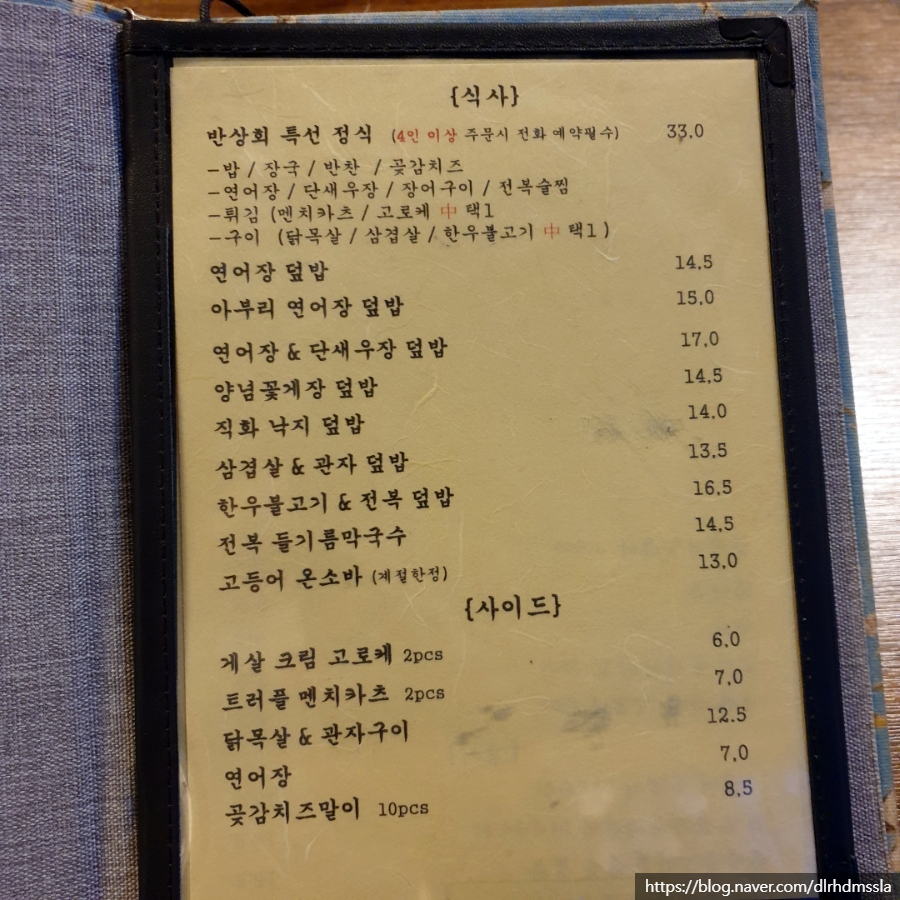 {식사}
반상회 특선 정식 (4인 이상 주문시 전화 예약필수) 33.0
-밥 / 장국 / 반찬 / 곶감치즈
-연어장 / 단새우장 / 장어구이 / 전복술찜
-튀김 (멘치카츠 / 고로케 中 택1
-구이 (닭목살 / 삼겹살 / 한우불고기 中 택1 )
연어장 덮밥 14.5
아부리 연어장 덮밥 15.0
연어장 & 단새우장 덮밥 17.0
양념꽃게장 덮밥 14.5
직화 낙지 덮밥 14.0
삼겹살 & 관자 덮밥 13.5
한우불고기 & 전복 덮밥 16.5
전복 들기름막국수 14.5
고등어 온소바 (계절한정) 13.0
{사이드}
게살 크림 고로케 2pcs 6.0
트러플 멘치카츠 2pcs 7.0
닭목살 & 관자구이 12.5
연어장 7.0
곶감치즈말이 10pcs 8.5
https://blog.naver.com/dlrhdmssla